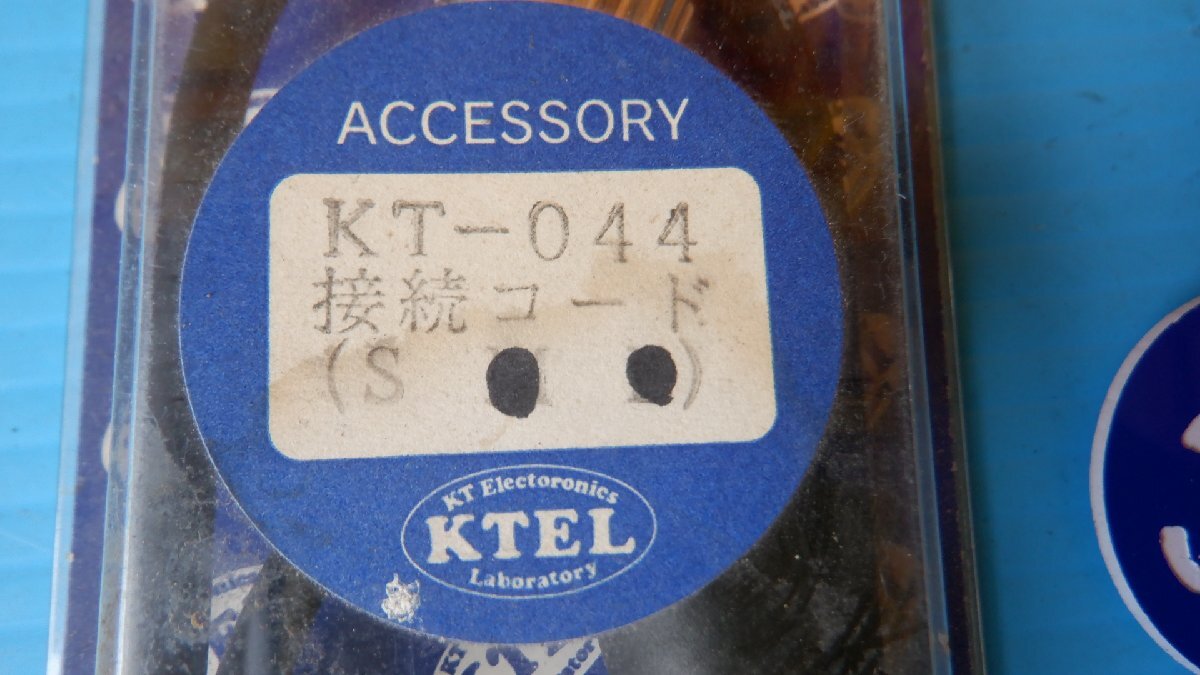 ACCESSORY
KT-044
接続コード
(S )
KT Electoronics
KTEL
Laboratory